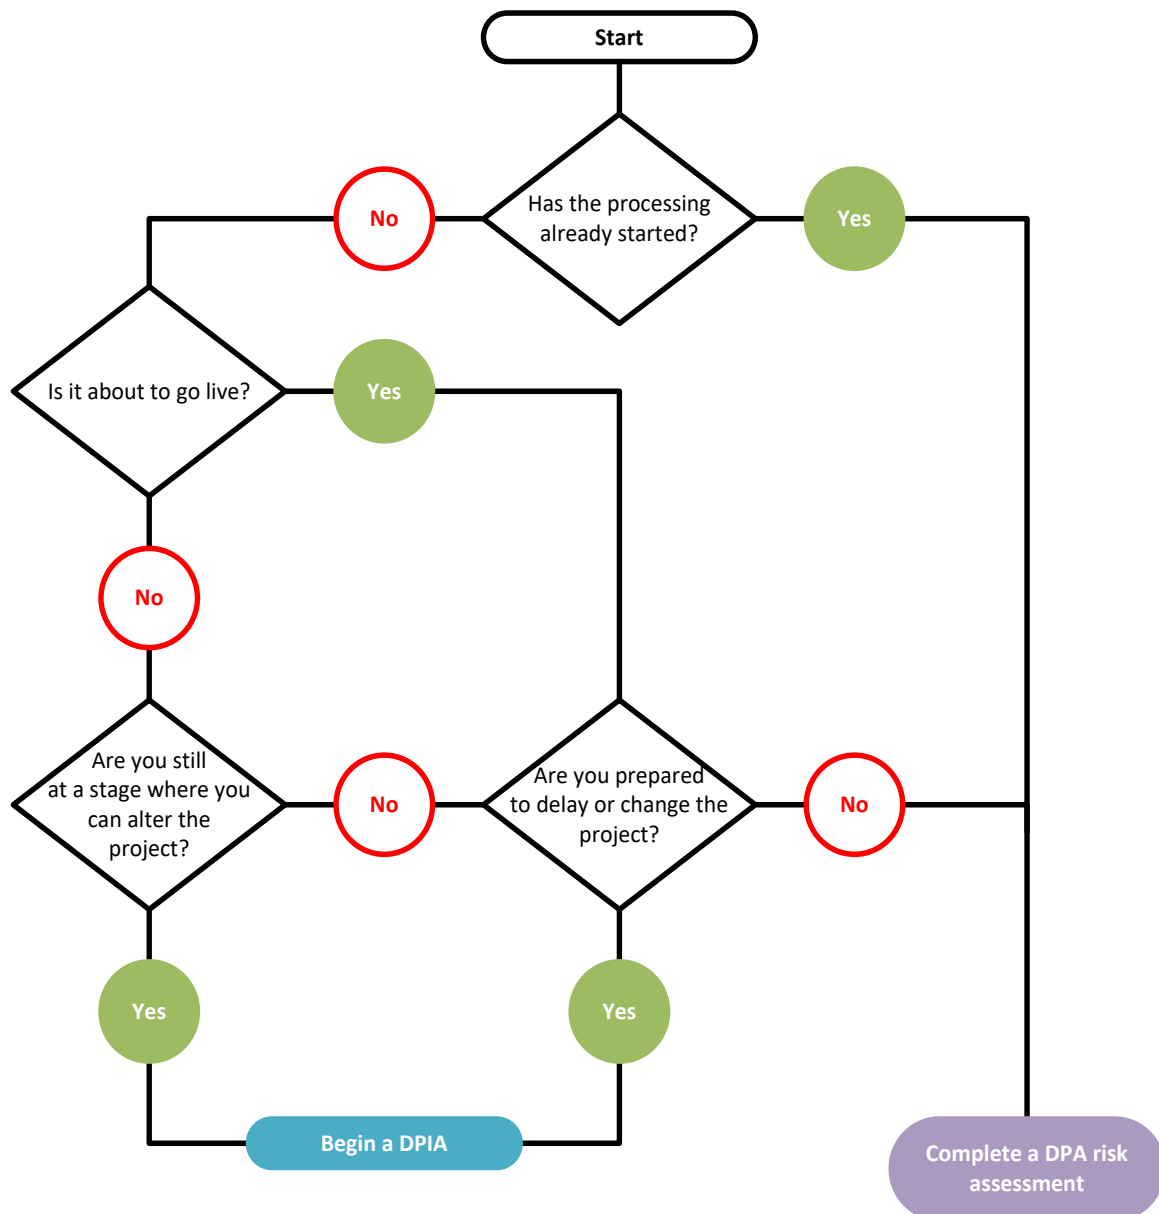 Start
No
Has the processing
already started?
Yes
Is it about to go live?
Yes
No
Are you still
at a stage where you
can alter the
project?
No
Are you prepared
to delay or change the
project?
No
Yes
Yes
Begin a DPIA
Complete a DPA risk
assessment